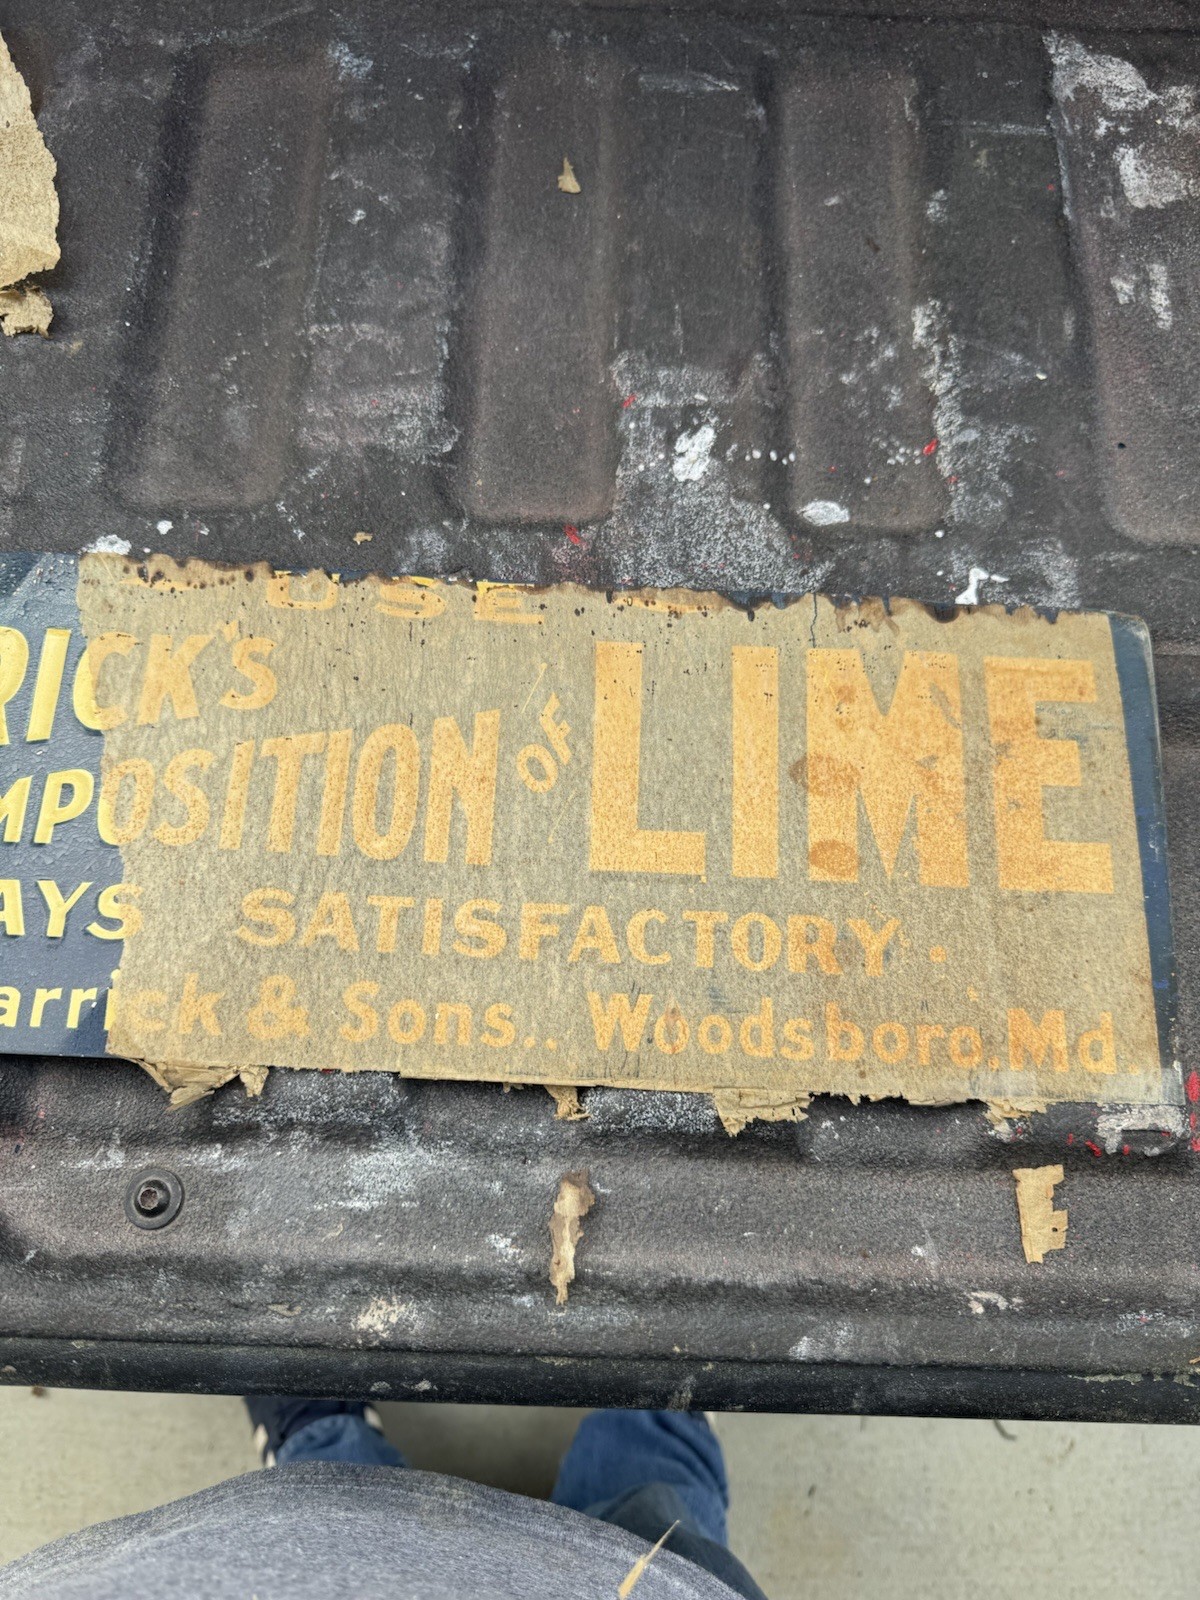 USE
RICK'S
MPOSITION OF LIME
AYS SATISFACTORY.
arrick & Sons.. Woodsboro, Md.